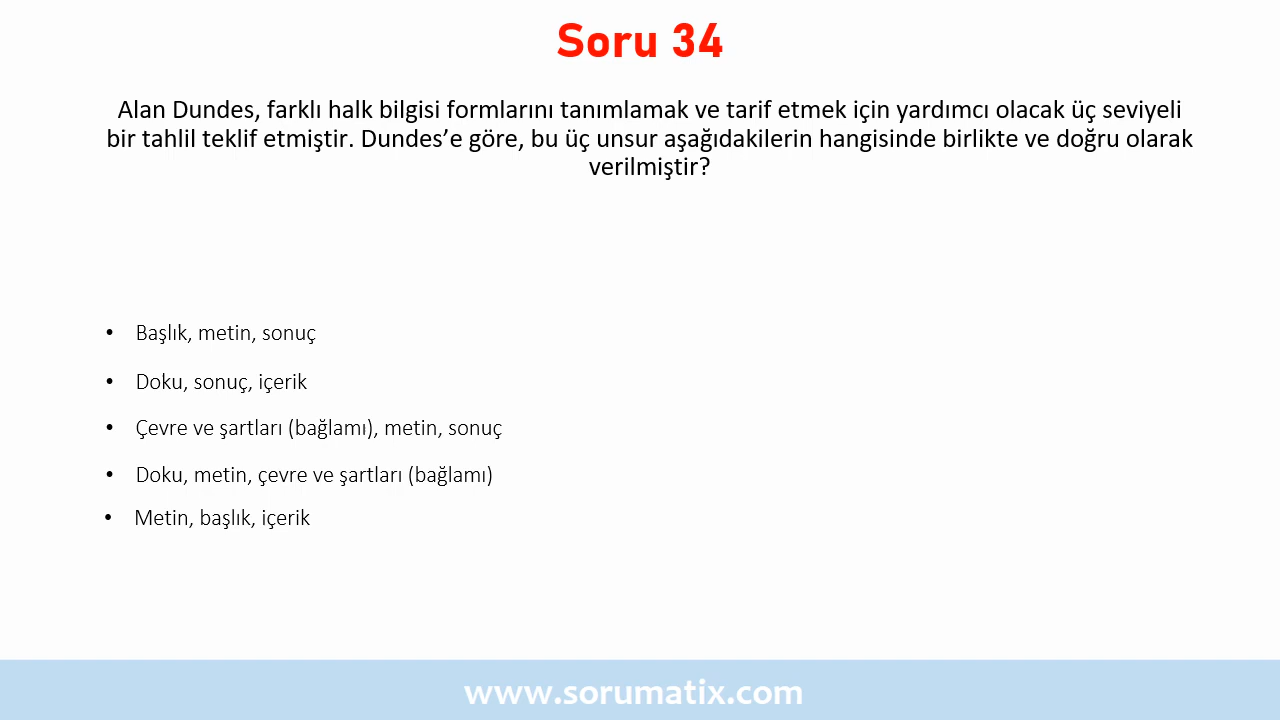 Soru 34
Alan Dundes, farklı halk bilgisi formlarını tanımlamak ve tarif etmek için yardımcı olacak üç seviyeli
bir tahlil teklif etmiştir. Dundes’e göre, bu üç unsur aşağıdakilerin hangisinde birlikte ve doğru olarak
verilmiştir?
• Başlık, metin, sonuç
• Doku, sonuç, içerik
• Çevre ve şartları (bağlamı), metin, sonuç
• Doku, metin, çevre ve şartları (bağlamı)
• Metin, başlık, içerik
www.sorumatix.com